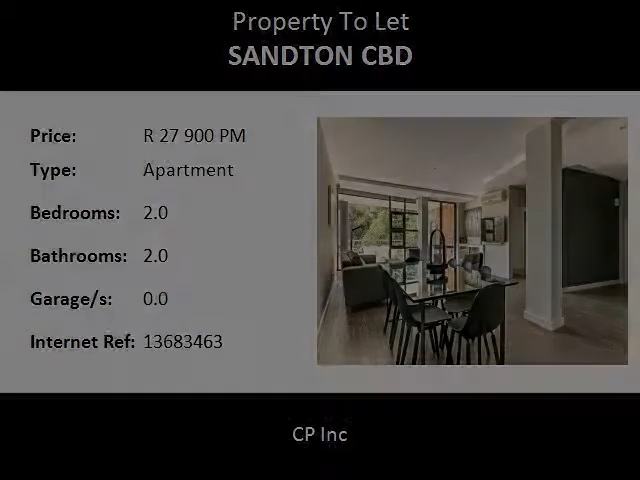 Property To Let
SANDTON CBD
Price: R 27 900 PM
Type: Apartment
Bedrooms: 2.0
Bathrooms: 2.0
Garage/s: 0.0
Internet Ref: 13683463
CP Inc